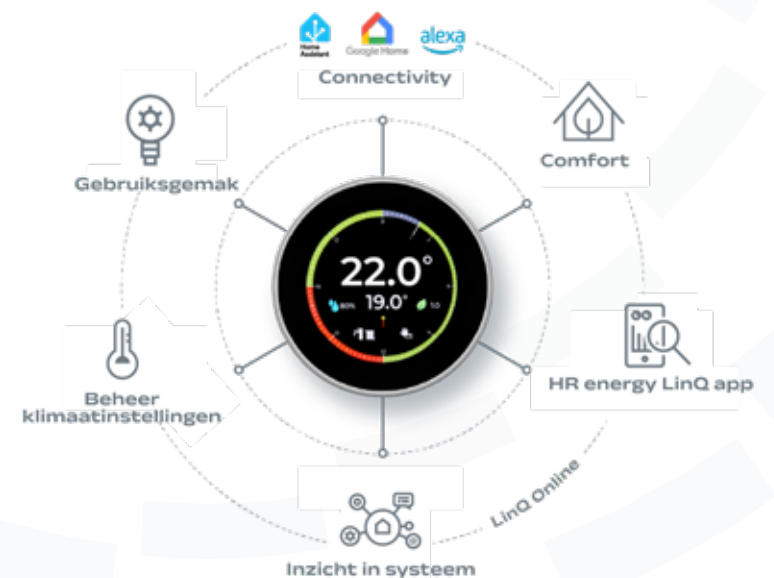 Home
Assistant
Google Home
alexa
Connectivity
Gebruiksgemak
Comfort
22.0°
80%
19.0°
Beheer
klimaatinstellingen
HR energy LinQ app
LinQ Online
Inzicht in systeem